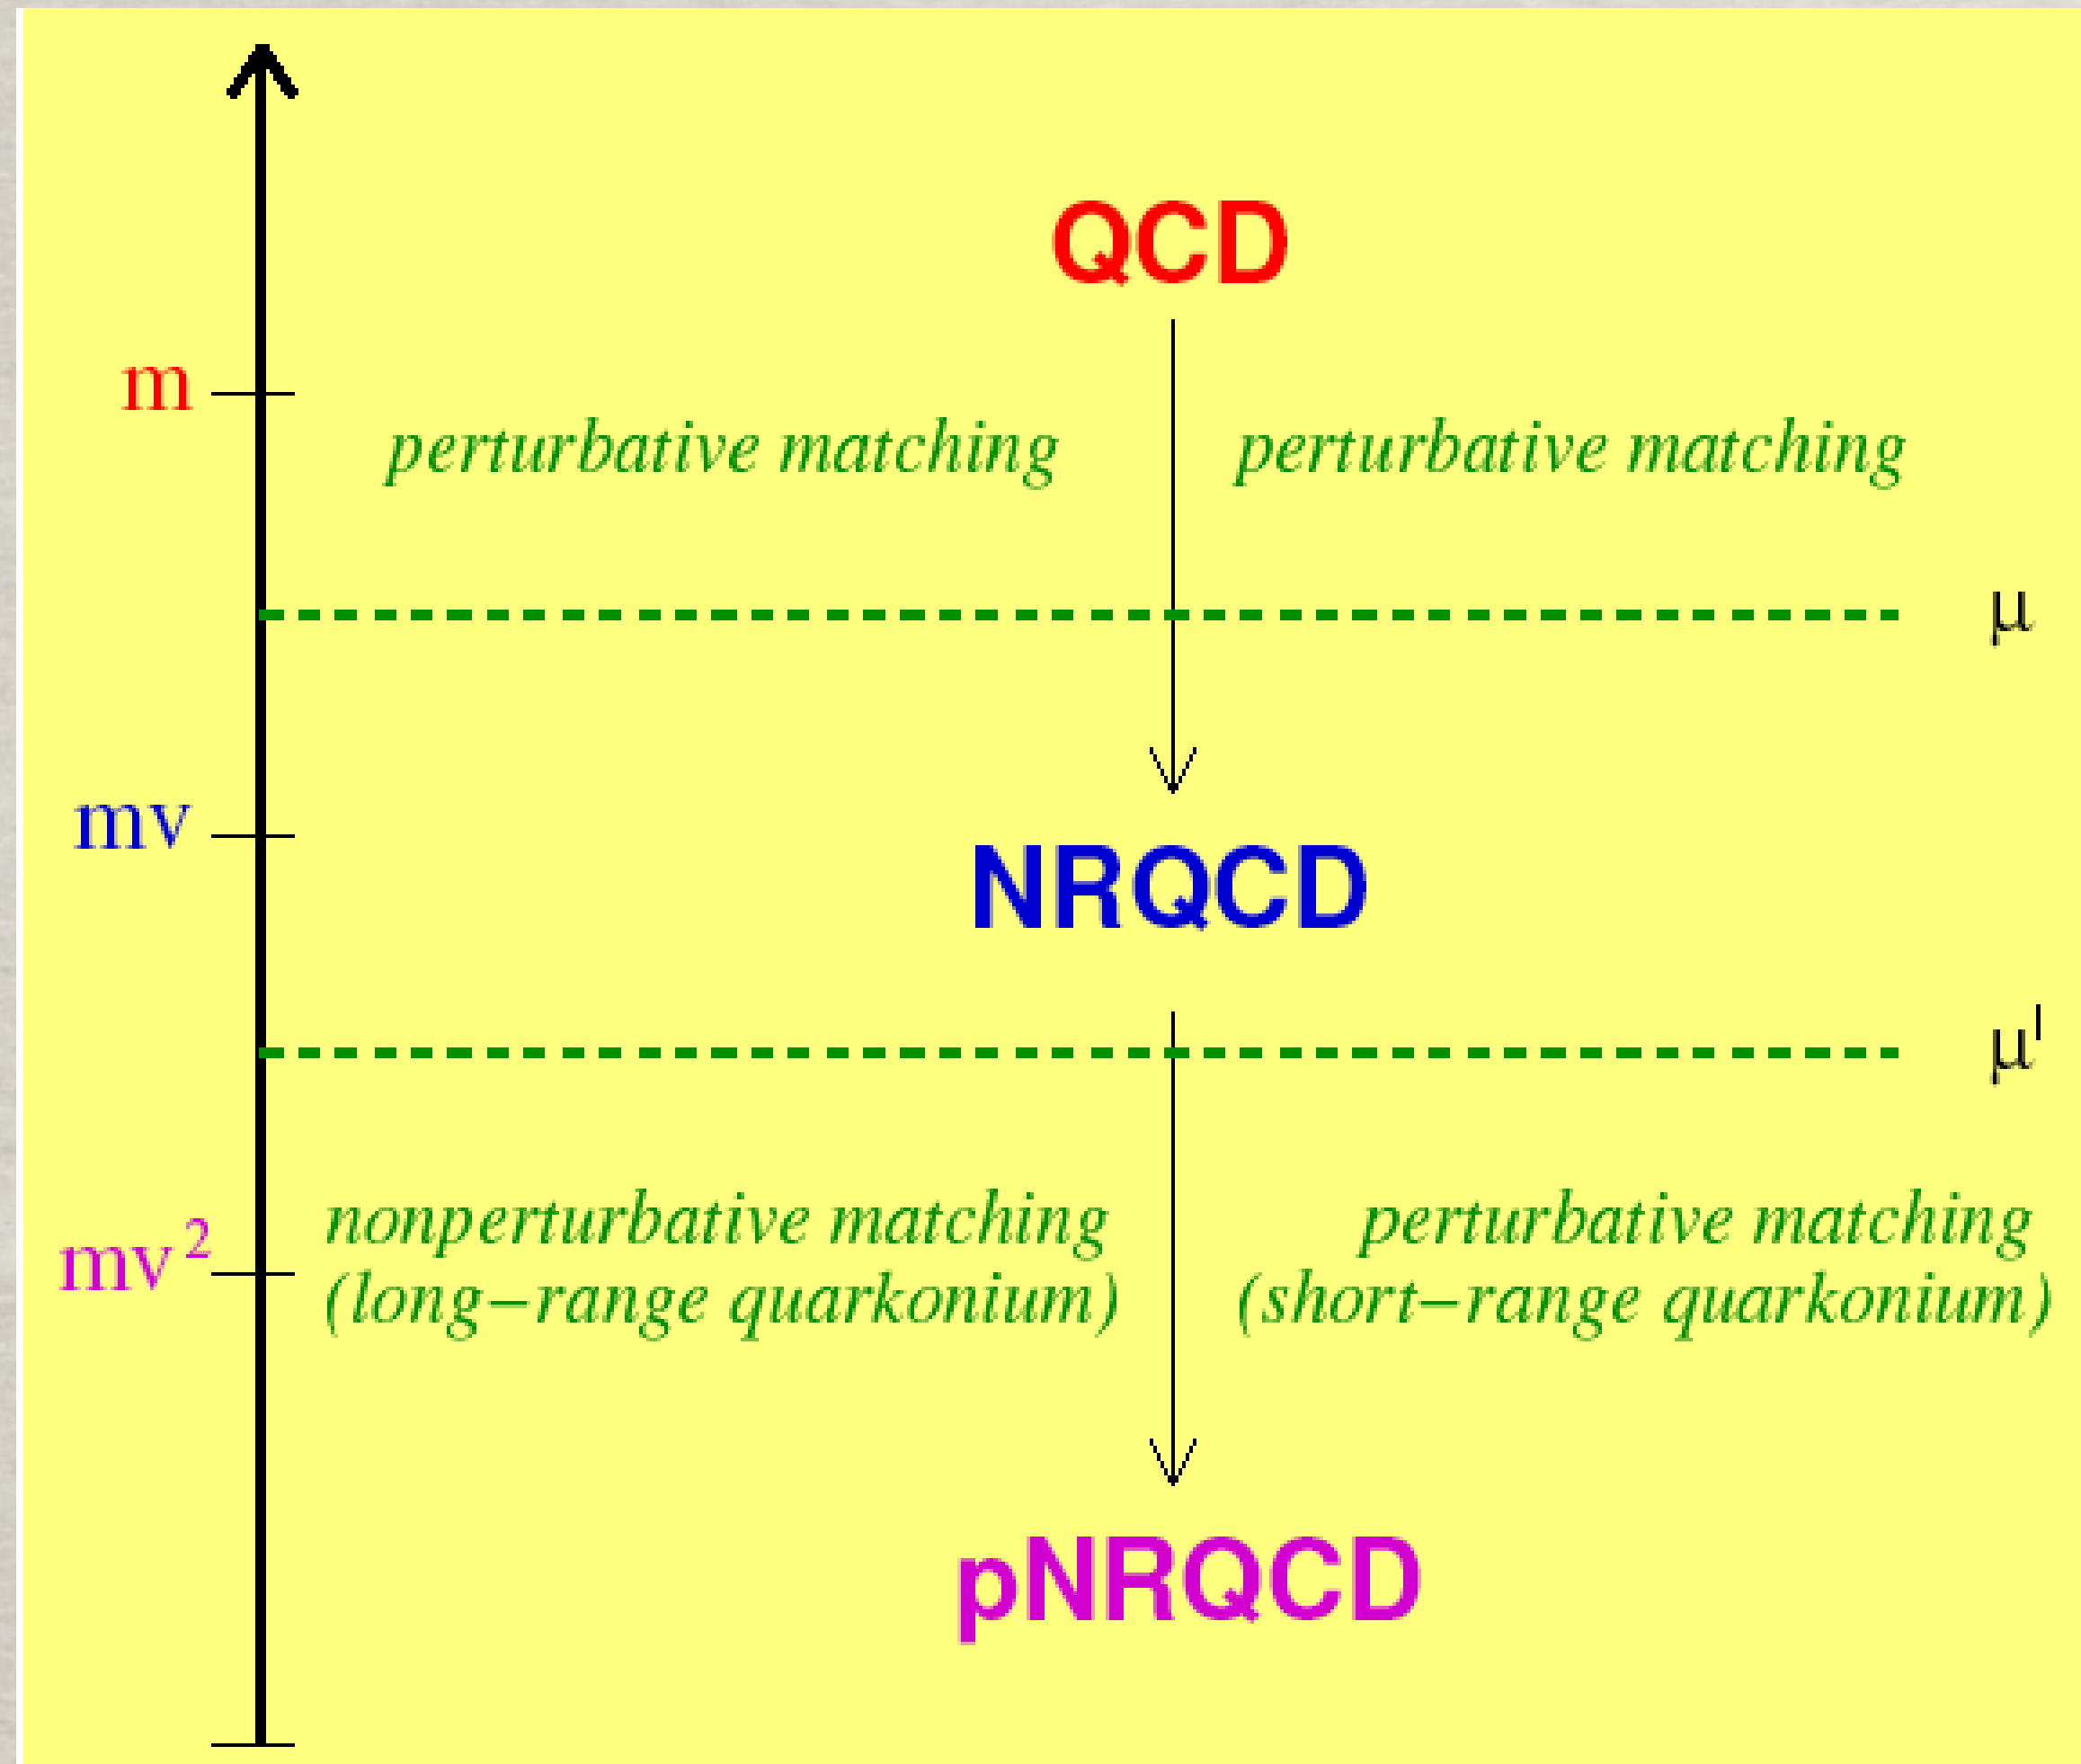 QCD
m
perturbative matching perturbative matching
μ
mv
NRQCD
μ'
nonperturbative matching perturbative matching
mv²
(long−range quarkonium) (short−range quarkonium)
pNRQCD